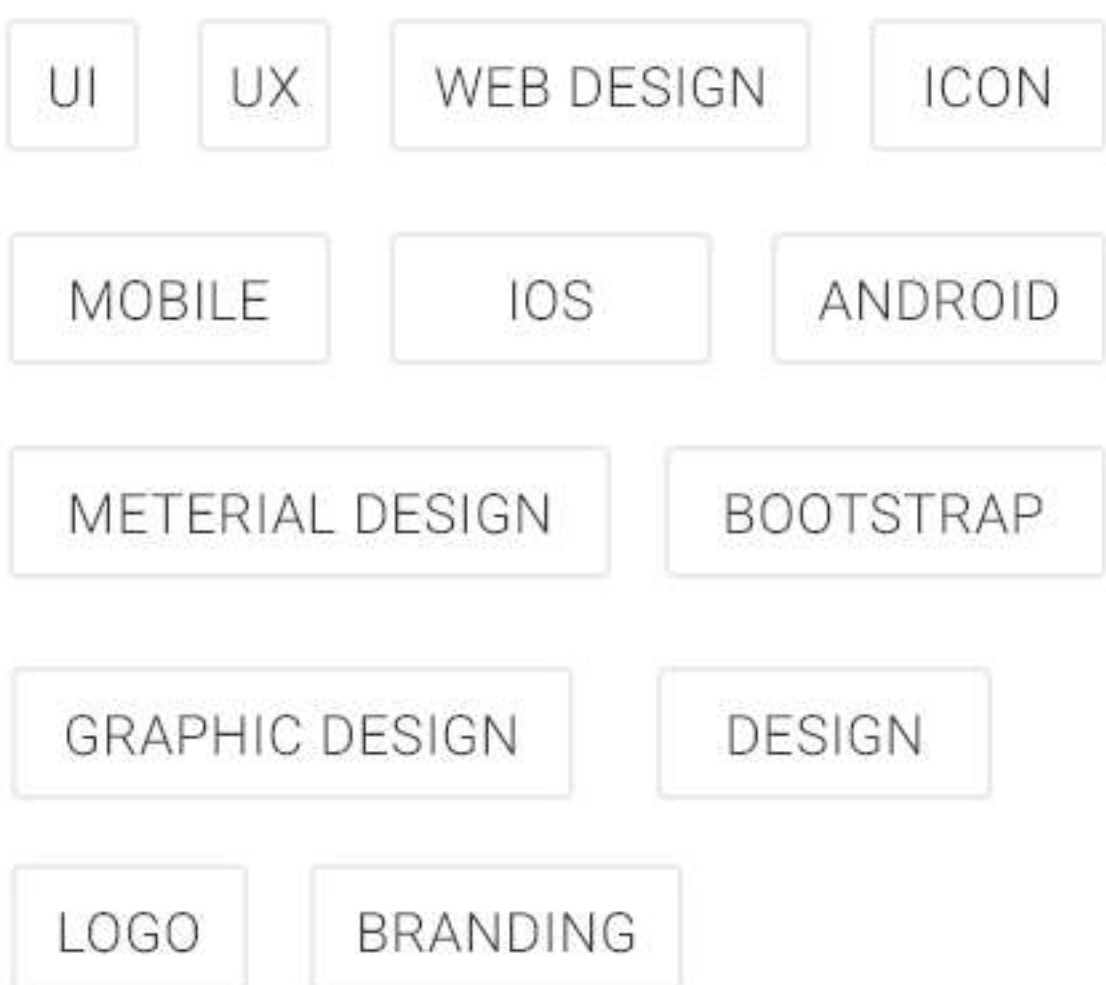 UI UX WEB DESIGN ICON
MOBILE IOS ANDROID
METERIAL DESIGN BOOTSTRAP
GRAPHIC DESIGN DESIGN
LOGO BRANDING